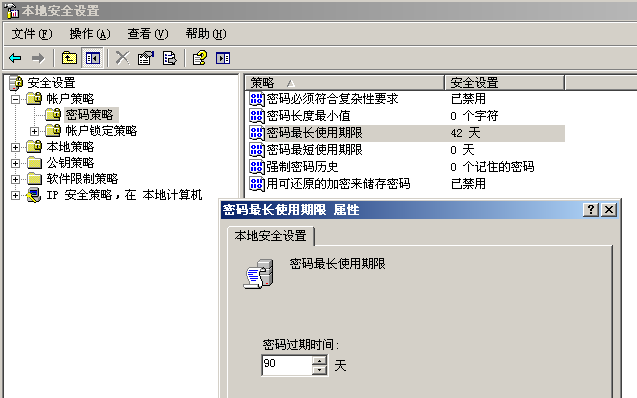 本地安全设置
文件(F) 操作(A) 查看(V) 帮助(H)
安全设置
帐户策略
密码策略
帐户锁定策略
本地策略
公钥策略
软件限制策略
IP 安全策略，在 本地计算机
策略 安全设置
密码必须符合复杂性要求 已禁用
密码长度最小值 0 个字符
密码最长使用期限 42 天
密码最短使用期限 0 天
强制密码历史 0 个记住的密码
用可还原的加密来储存密码 已禁用
密码最长使用期限 属性
本地安全设置
密码最长使用期限
密码过期时间:
90 天